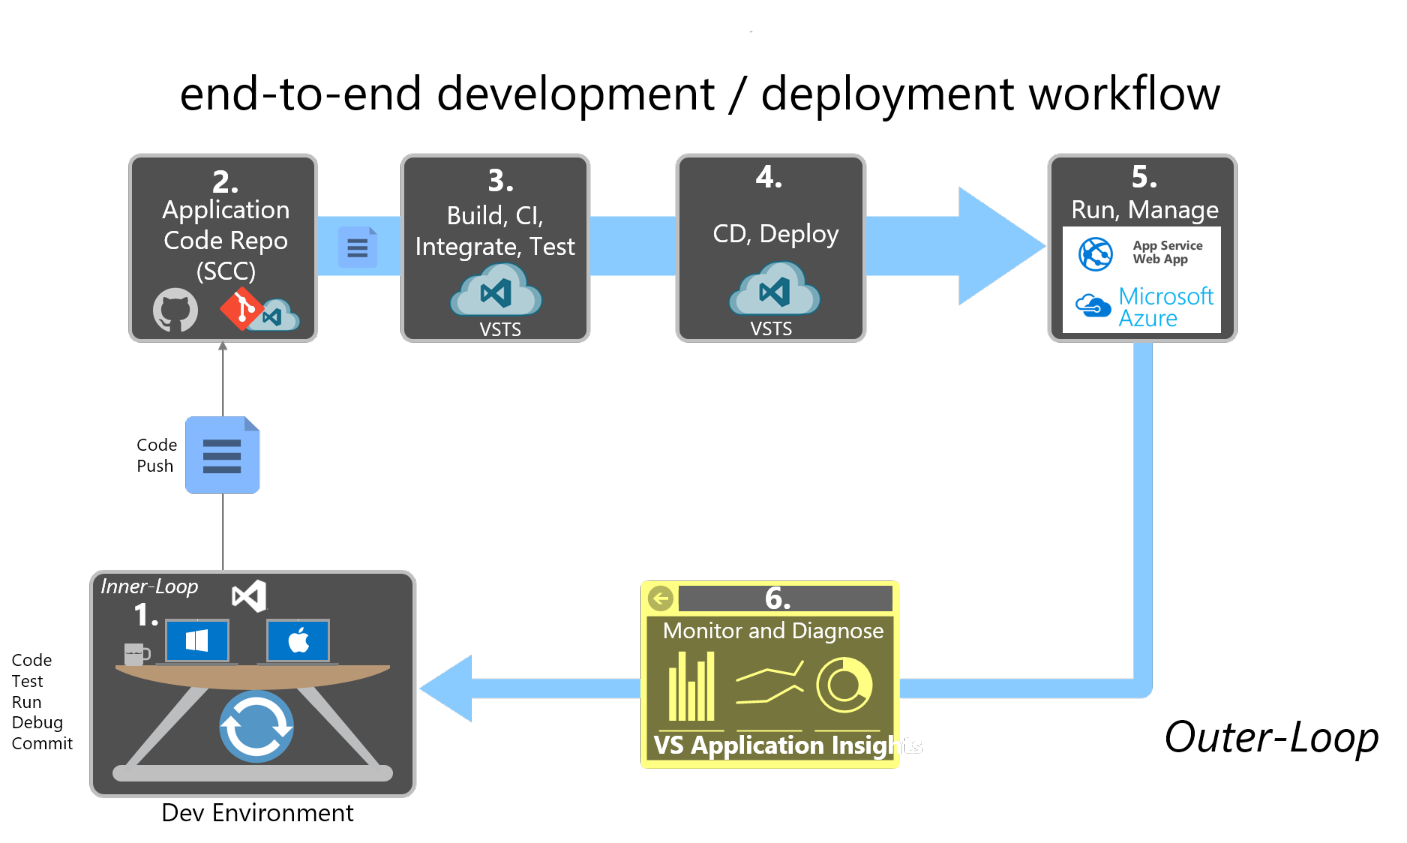 end-to-end development / deployment workflow
2.
Application
Code Repo
(SCC)
3.
Build, CI,
Integrate, Test
VSTS
4.
CD, Deploy
VSTS
5.
Run, Manage
App Service
Web App
Microsoft
Azure
Code
Push
Inner-Loop
1.
Code
Test
Run
Debug
Commit
Dev Environment
6.
Monitor and Diagnose
VS Application Insights
Outer-Loop